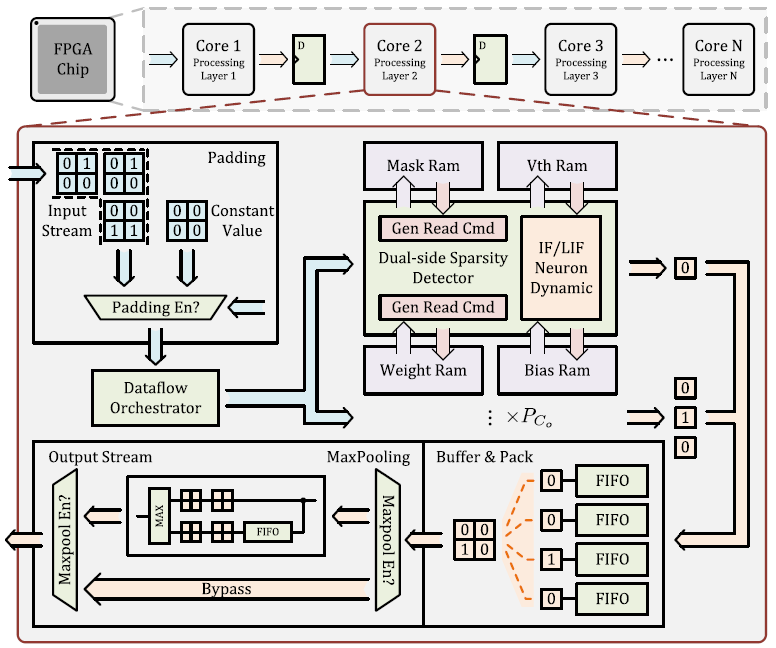 FPGA
Chip
Core 1
Processing
Layer 1
D
Core 2
Processing
Layer 2
D
Core 3
Processing
Layer 3
...
Core N
Processing
Layer N
Padding
0 1
0 0
0 1
0 0
Input
Stream
0 0
1 1
0 0
0 0
Constant
Value
Padding En?
Dataflow
Orchestrator
Mask Ram
Vth Ram
Gen Read Cmd
Dual-side Sparsity
Detector
Gen Read Cmd
IF/LIF
Neuron
Dynamic
Weight Ram
Bias Ram
⋮ × P_{C_o}
0
0
1
0
Output Stream
MaxPooling
Maxpool En?
MAX
FIFO
Maxpool En?
Bypass
Buffer & Pack
0 0
1 0
0
FIFO
0
FIFO
1
FIFO
0
FIFO